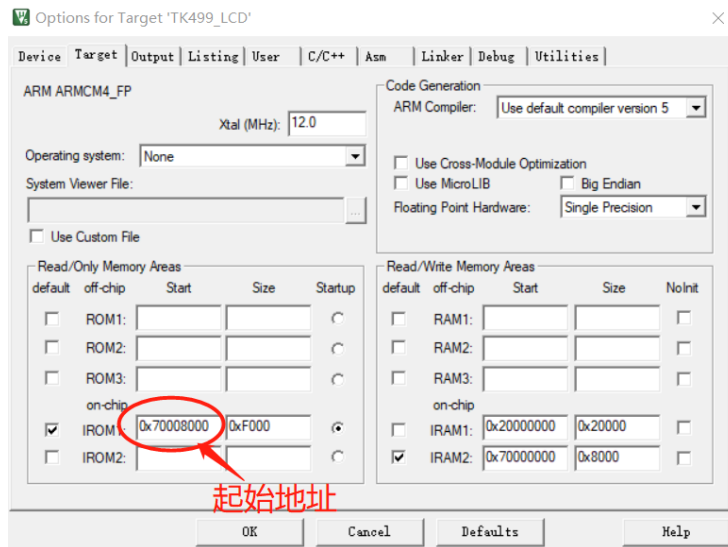 Options for Target 'TK499_LCD'
Device Target Output Listing User C/C++ Asm Linker Debug Utilities
ARM ARMCM4_FP
Xtal (MHz): 12.0
Operating system: None
System Viewer File:
...
Use Custom File
Code Generation
ARM Compiler: Use default compiler version 5
Use Cross-Module Optimization
Use MicroLIB Big Endian
Floating Point Hardware: Single Precision
Read/Only Memory Areas
default off-chip Start Size Startup
ROM1:
ROM2:
ROM3:
on-chip
IROM1: 0x70008000 0xF000
IROM2:
起始地址
Read/Write Memory Areas
default off-chip Start Size NoInit
RAM1:
RAM2:
RAM3:
on-chip
IRAM1: 0x20000000 0x20000
IRAM2: 0x70000000 0x8000
OK Cancel Defaults Help